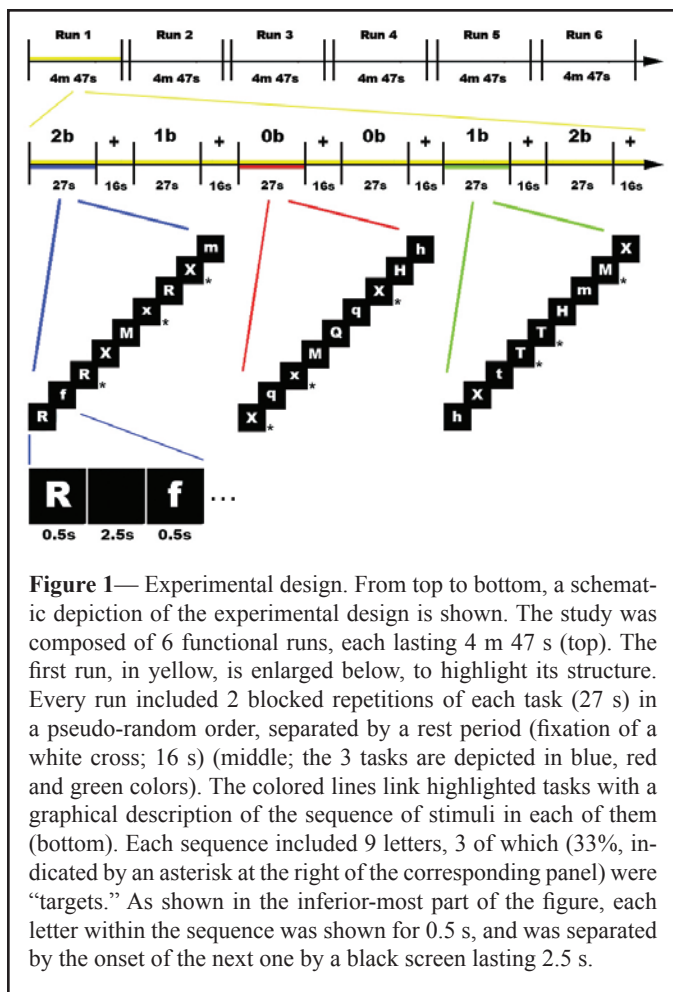 Run 1 Run 2 Run 3 Run 4 Run 5 Run 6
4m 47s 4m 47s 4m 47s 4m 47s 4m 47s 4m 47s
2b + 1b + 0b + 0b + 1b + 2b +
27s 16s 27s 16s 27s 16s 27s 16s 27s 16s 27s 16s
R
f
R *
X
M
x *
R
X *
m
X *
q
x *
M
Q
q
X *
H
h
h
X
t
T *
T *
H
m
M *
X
R f ...
0.5s 2.5s 0.5s
Figure 1— Experimental design. From top to bottom, a schemat-
ic depiction of the experimental design is shown. The study was
composed of 6 functional runs, each lasting 4 m 47 s (top). The
first run, in yellow, is enlarged below, to highlight its structure.
Every run included 2 blocked repetitions of each task (27 s) in
a pseudo-random order, separated by a rest period (fixation of a
white cross; 16 s) (middle; the 3 tasks are depicted in blue, red
and green colors). The colored lines link highlighted tasks with a
graphical description of the sequence of stimuli in each of them
(bottom). Each sequence included 9 letters, 3 of which (33%, in-
dicated by an asterisk at the right of the corresponding panel) were
“targets.” As shown in the inferior-most part of the figure, each
letter within the sequence was shown for 0.5 s, and was separated
by the onset of the next one by a black screen lasting 2.5 s.